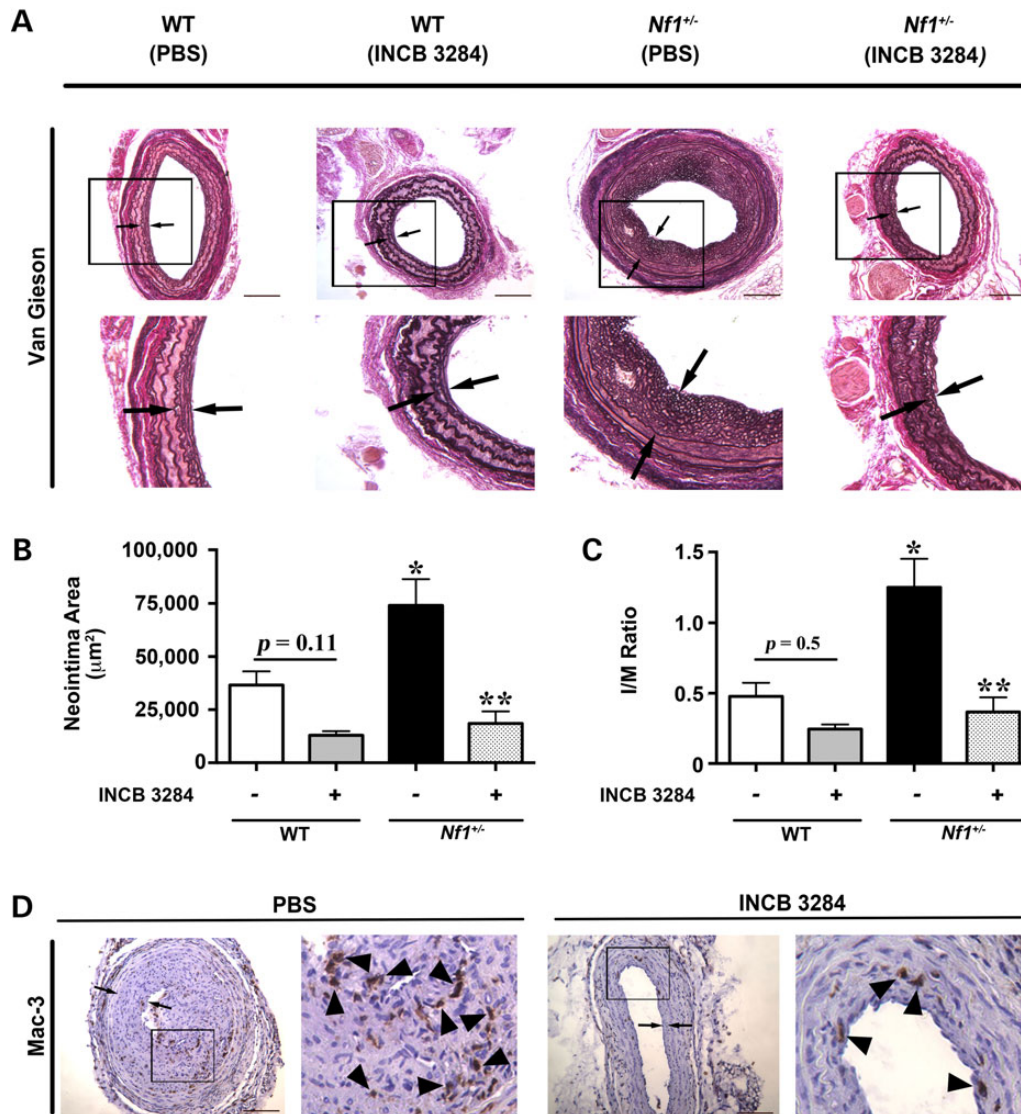 A
WT
(PBS)
WT
(INCB 3284)
Nf1+/-
(PBS)
Nf1+/-
(INCB 3284)
Van Gieson
B
Neointima Area
(μm²)
100,000
75,000
50,000
25,000
0
p = 0.11
*
**
INCB 3284 - + - +
WT Nf1+/-
C
I/M Ratio
1.5
1.0
0.5
0
p = 0.5
*
**
INCB 3284 - + - +
WT Nf1+/-
D
PBS INCB 3284
Mac-3